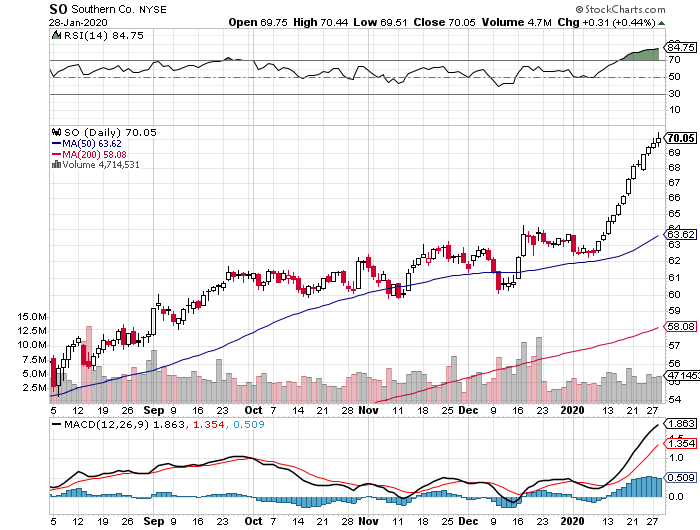 SO Southern Co. NYSE © StockCharts.com
28-Jan-2020 Open 69.75 High 70.44 Low 69.51 Close 70.05 Volume 4.7M Chg +0.31 (+0.44%)
RSI(14) 84.75
90
84.75
70
50
30
10
SO (Daily) 70.05
MA(50) 63.62
MA(200) 58.08
Volume 4,714,531
70.05
69
68
67
66
65
64
63.62
63
62
61
60
59
58.08
57
56
55
54
15.0M
12.5M
10.0M
7.5M
5.0M
2.5M
5 12 19 26 Sep 9 16 23 Oct 7 14 21 28 Nov 11 18 25 Dec 9 16 23 2020 13 21 27
MACD(12,26,9) 1.863, 1.354, 0.509
1.863
1.5
1.354
1.0
0.509
0.0
5 12 19 26 Sep 9 16 23 Oct 7 14 21 28 Nov 11 18 25 Dec 9 16 23 2020 13 21 27